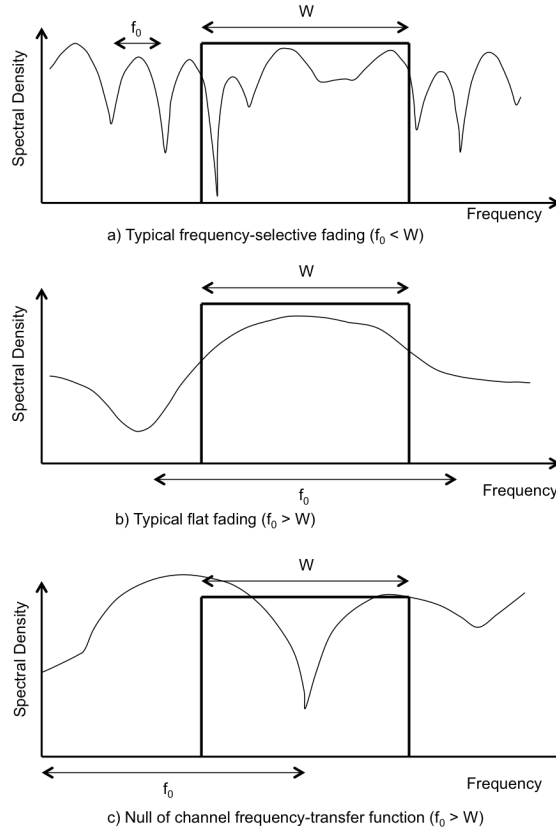 f₀
W
Spectral Density
Frequency
a) Typical frequency-selective fading (f₀ < W)
W
Spectral Density
f₀
Frequency
b) Typical flat fading (f₀ > W)
W
Spectral Density
f₀
Frequency
c) Null of channel frequency-transfer function (f₀ > W)